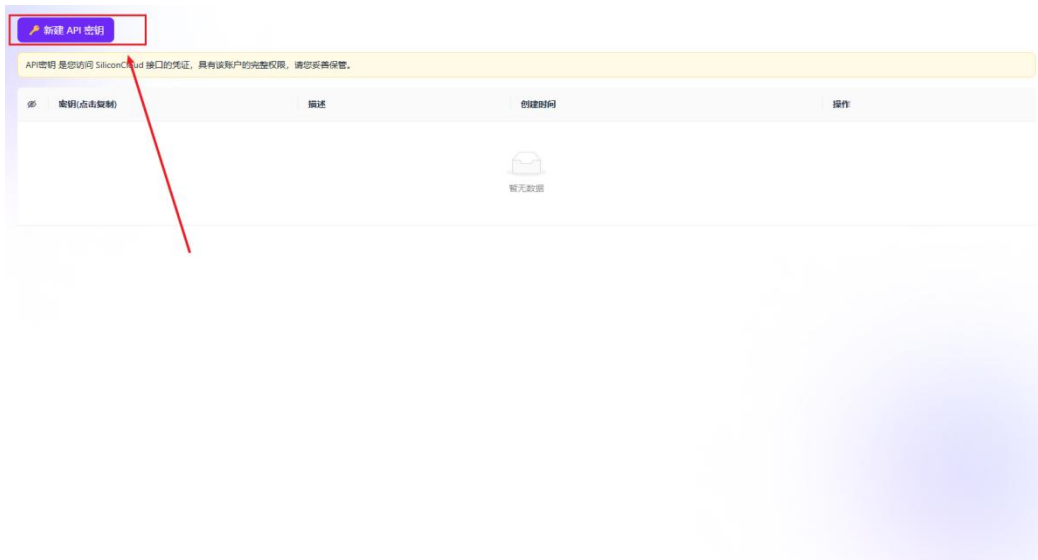 新建 API 密钥
API密钥 是您访问 SiliconCloud 接口的凭证，具有该账户的完整权限，请您妥善保管。
密钥(点击复制) 描述 创建时间 操作
暂无数据